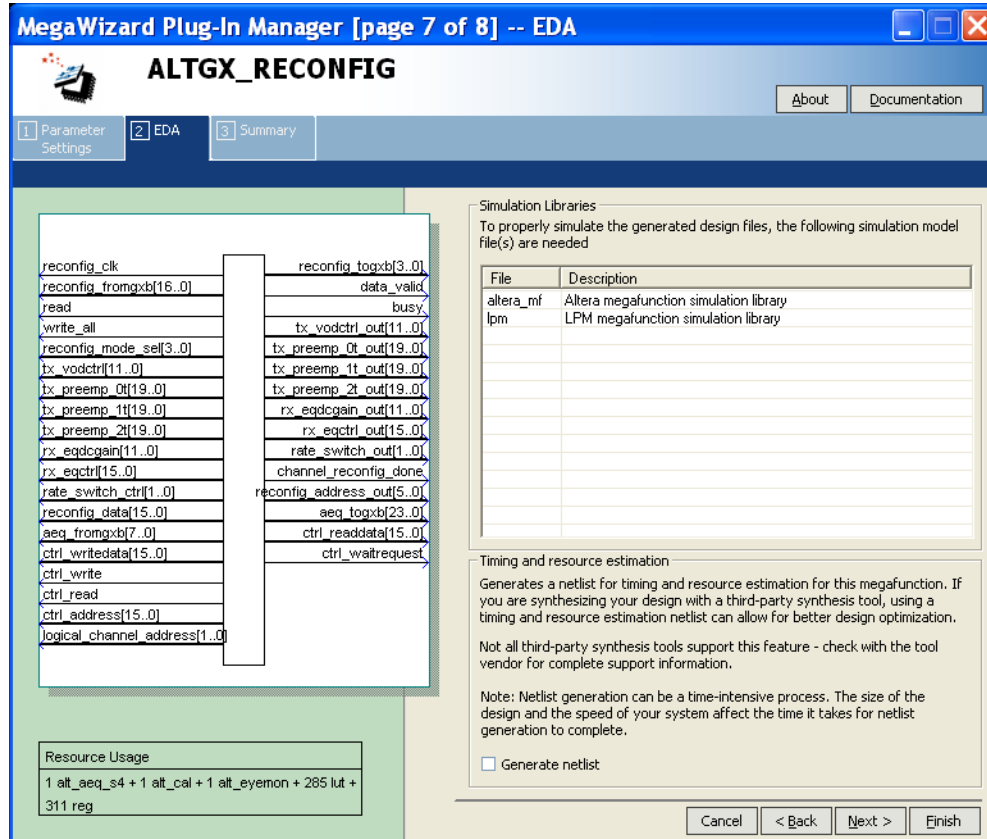 MegaWizard Plug-In Manager [page 7 of 8] -- EDA
ALTGX_RECONFIG
About
Documentation
1 Parameter Settings
2 EDA
3 Summary
reconfig_clk
reconfig_fromgxb[16..0]
read
write_all
reconfig_mode_sel[3..0]
tx_vodctrl[11..0]
tx_preemp_0t[19..0]
tx_preemp_1t[19..0]
tx_preemp_2t[19..0]
rx_eqdcgain[11..0]
rx_eqctrl[15..0]
rate_switch_ctrl[1..0]
reconfig_data[15..0]
aeq_fromgxb[7..0]
ctrl_writedata[15..0]
ctrl_write
ctrl_read
ctrl_address[15..0]
logical_channel_address[1..0]
reconfig_togxb[3..0]
data_valid
busy
tx_vodctrl_out[11..0]
tx_preemp_0t_out[19..0]
tx_preemp_1t_out[19..0]
tx_preemp_2t_out[19..0]
rx_eqdcgain_out[11..0]
rx_eqctrl_out[15..0]
rate_switch_out[1..0]
channel_reconfig_done
reconfig_address_out[5..0]
aeq_togxb[23..0]
ctrl_readdata[15..0]
ctrl_waitrequest
Resource Usage
1 alt_aeq_s4 + 1 alt_cal + 1 alt_eyemon + 285 lut +
311 reg
Simulation Libraries
To properly simulate the generated design files, the following simulation model
file(s) are needed
File Description
altera_mf Altera megafunction simulation library
lpm LPM megafunction simulation library
Timing and resource estimation
Generates a netlist for timing and resource estimation for this megafunction. If
you are synthesizing your design with a third-party synthesis tool, using a
timing and resource estimation netlist can allow for better design optimization.
Not all third-party synthesis tools support this feature - check with the tool
vendor for complete support information.
Note: Netlist generation can be a time-intensive process. The size of the
design and the speed of your system affect the time it takes for netlist
generation to complete.
Generate netlist
Cancel
< Back
Next >
Finish